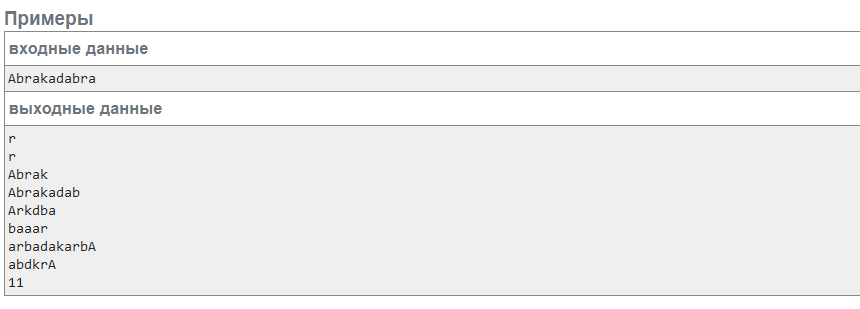 Примеры
входные данные
Abrakadabra
выходные данные
r
r
Abrak
Abrakadab
Arkdba
baaar
arbadakarbA
abdkrA
11